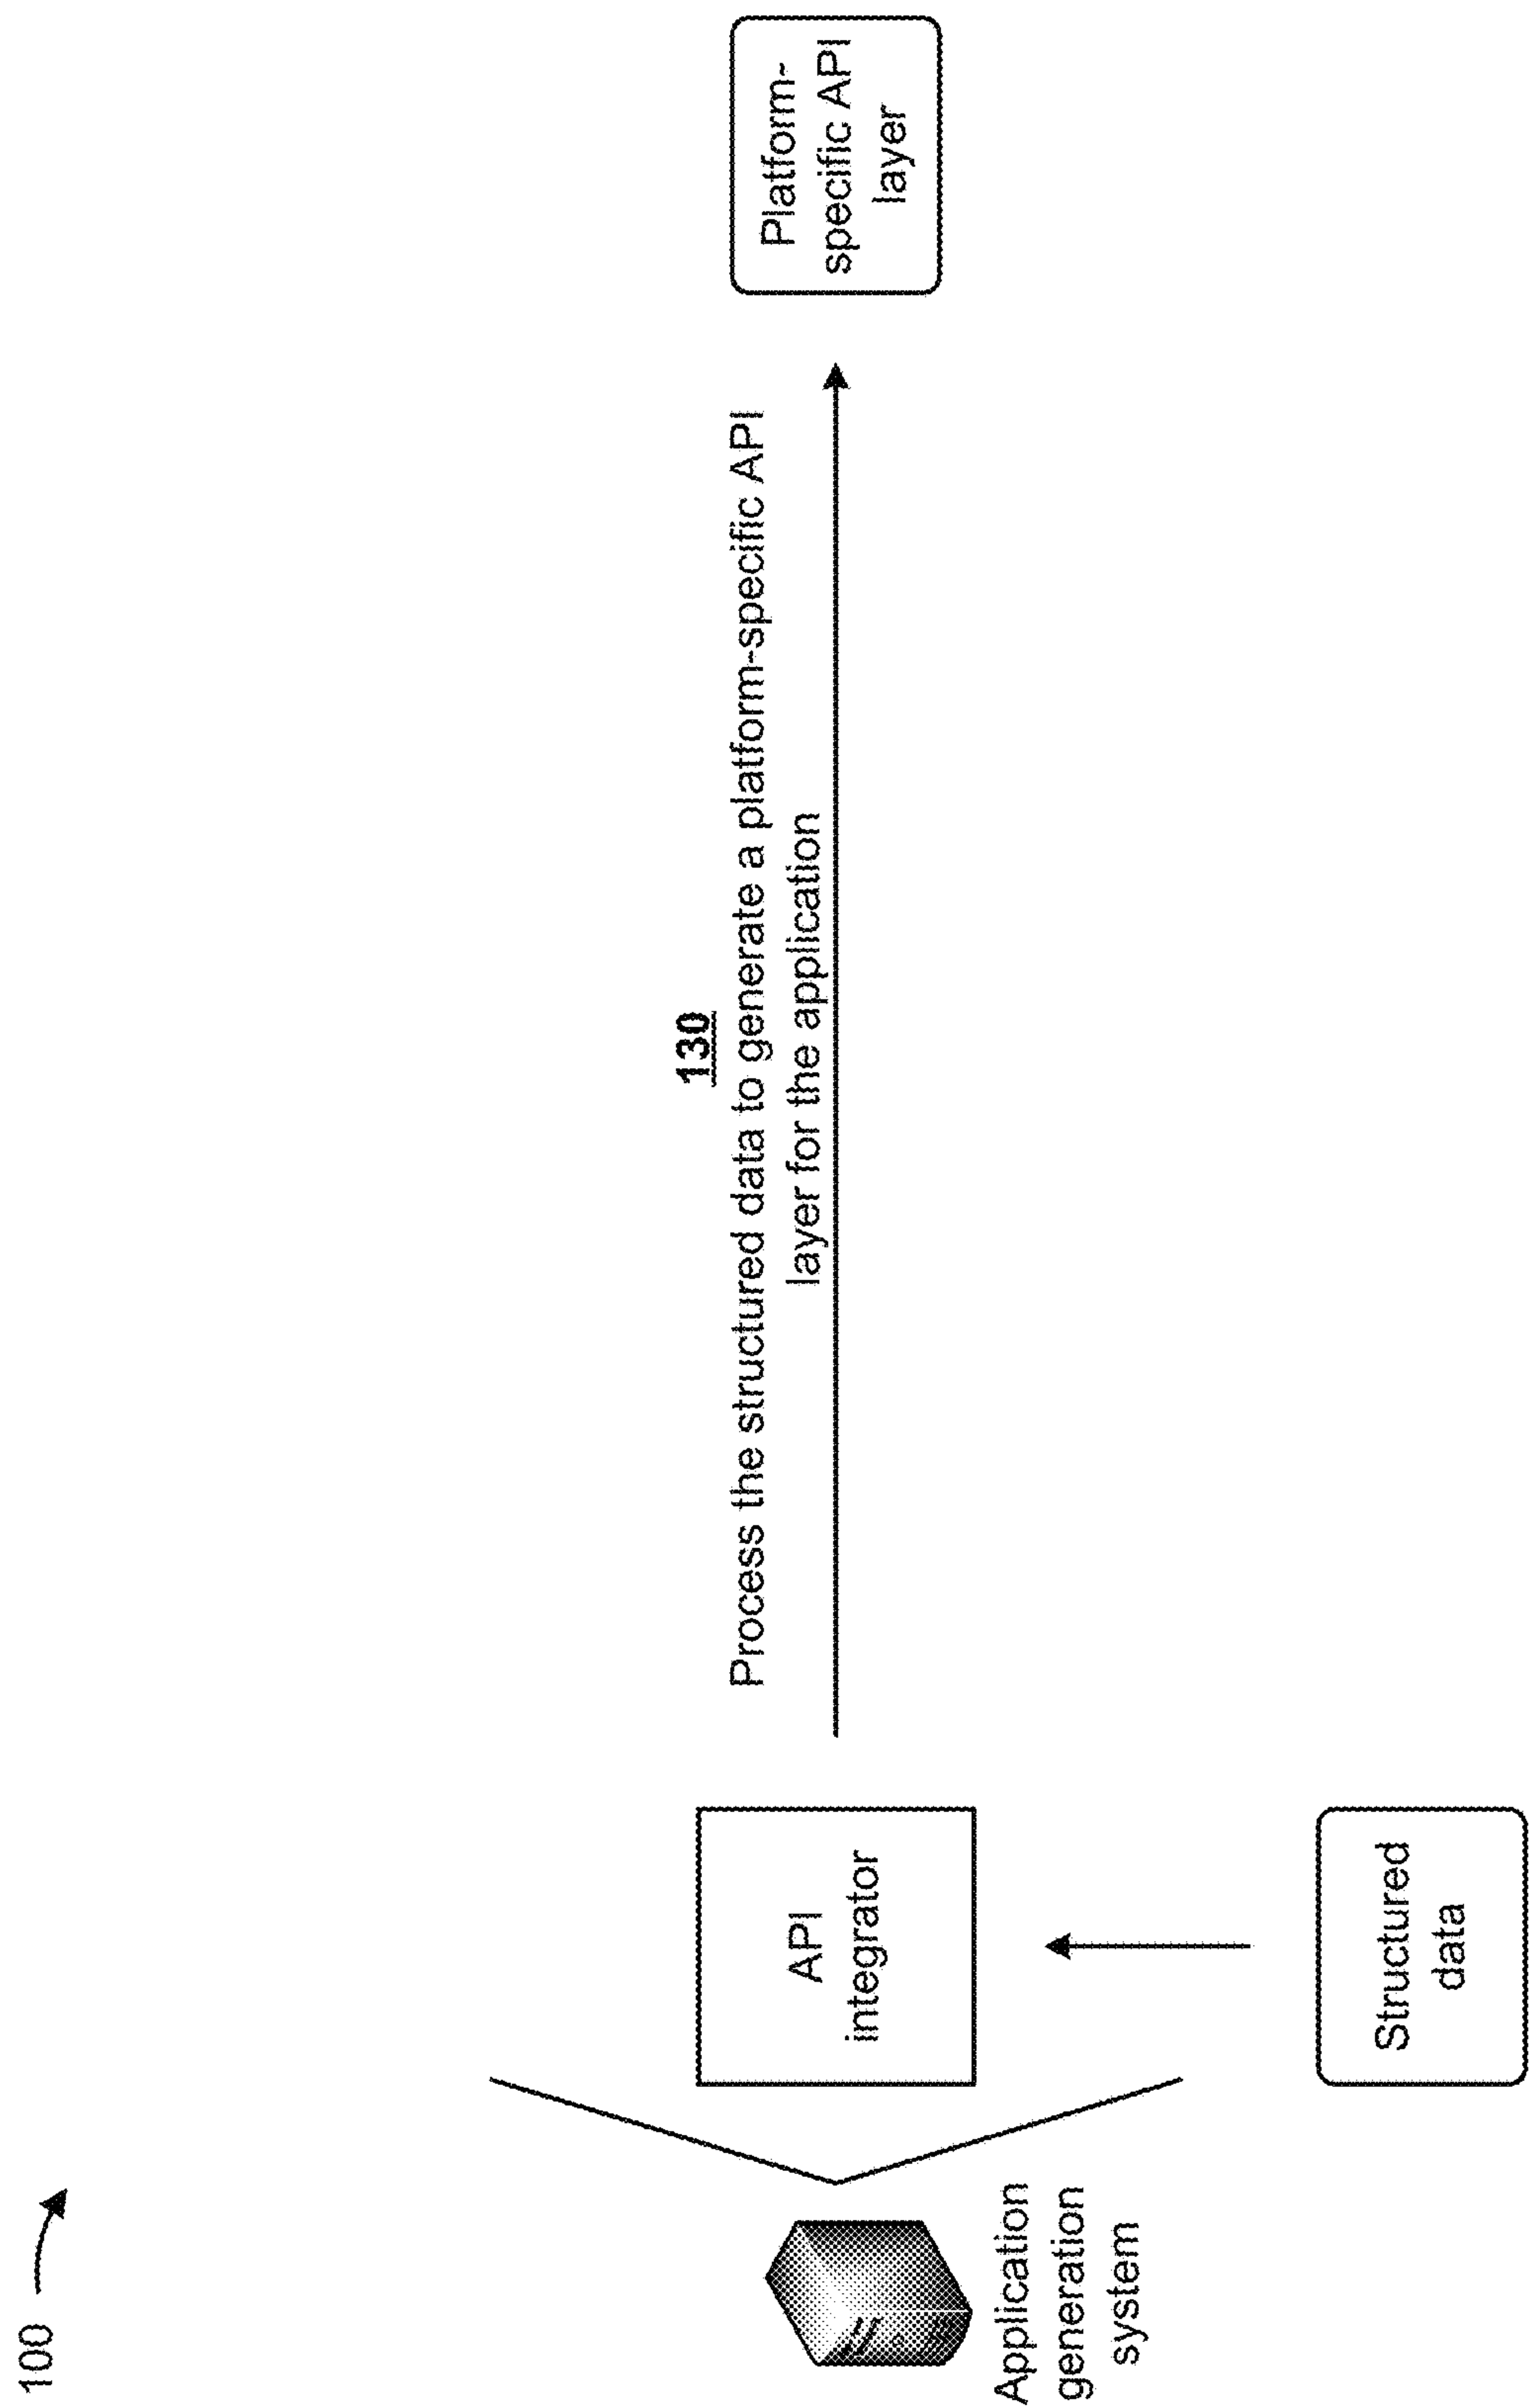 100
130
Process the structured data to generate a platform-specific API
layer for the application
Application
generation
system
API
integrator
Platform-
specific API
layer
Structured
data